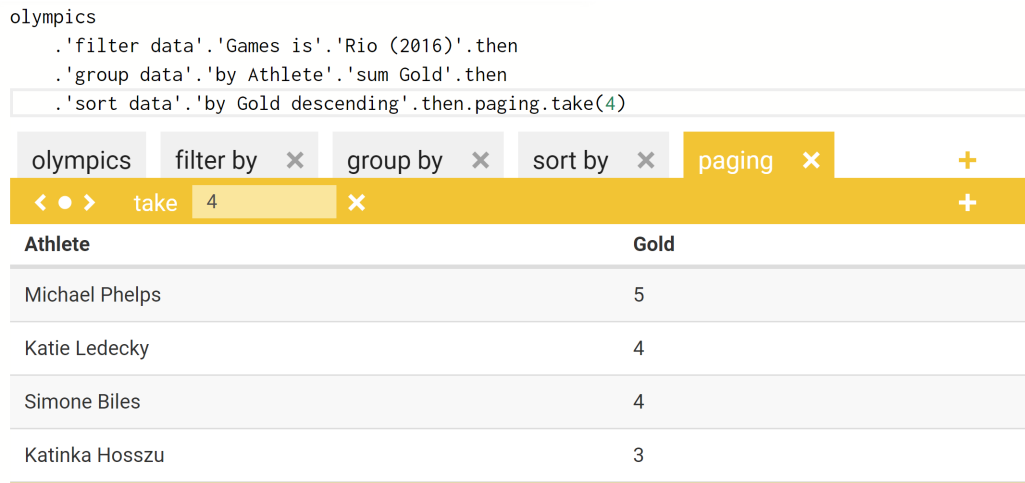 olympics
.'filter data'.'Games is'.'Rio (2016)'.then
.'group data'.'by Athlete'.'sum Gold'.then
.'sort data'.'by Gold descending'.then.paging.take(4)
olympics filter by × group by × sort by × paging × +
< ● > take 4 × +
Athlete Gold
Michael Phelps 5
Katie Ledecky 4
Simone Biles 4
Katinka Hosszu 3